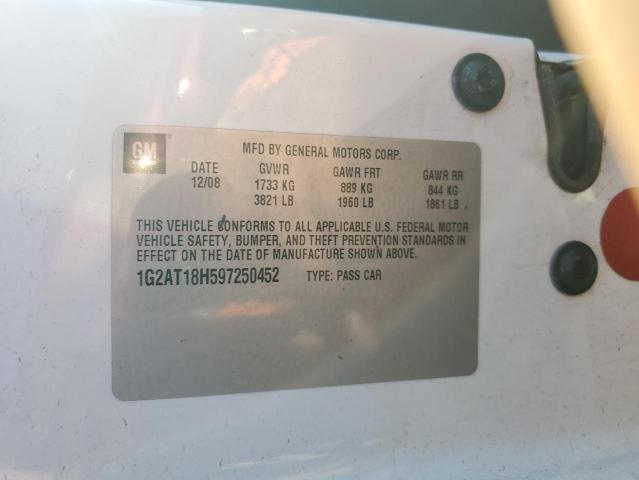 GM
MFD BY GENERAL MOTORS CORP.
DATE GVWR GAWR FRT GAWR RR
12/08 1733 KG 889 KG 844 KG
3821 LB 1960 LB 1861 LB
THIS VEHICLE CONFORMS TO ALL APPLICABLE U.S. FEDERAL MOTOR
VEHICLE SAFETY, BUMPER, AND THEFT PREVENTION STANDARDS IN
EFFECT ON THE DATE OF MANUFACTURE SHOWN ABOVE.
1G2AT18H597250452 TYPE: PASS CAR